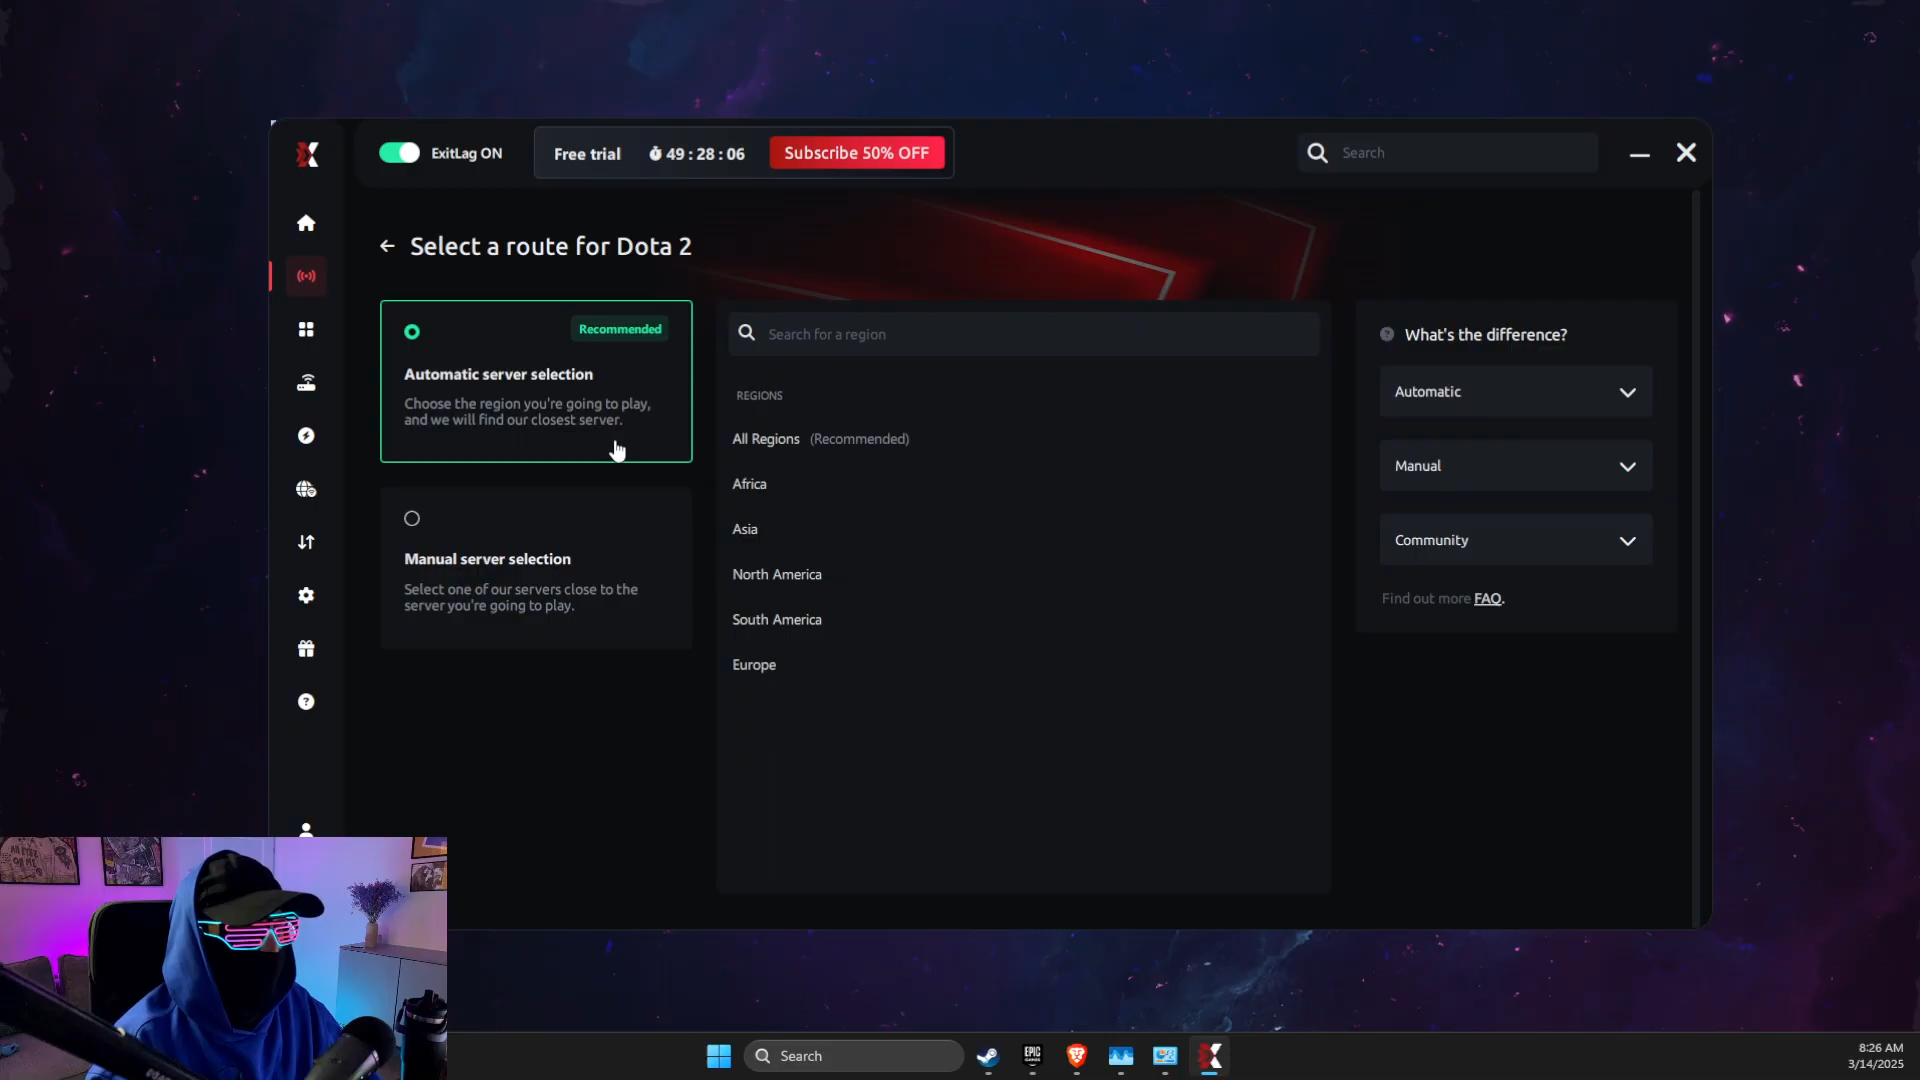 ExitLag ON
Free trial
49 : 28 : 06
Subscribe 50% OFF
Search
Select a route for Dota 2
Recommended
Automatic server selection
Choose the region you're going to play,
and we will find our closest server.
Manual server selection
Select one of our servers close to the
server you're going to play.
Search for a region
REGIONS
All Regions (Recommended)
Africa
Asia
North America
South America
Europe
What's the difference?
Automatic
Manual
Community
Find out more FAQ.
Search
EPIC
GAMES
8:26 AM
3/14/2025